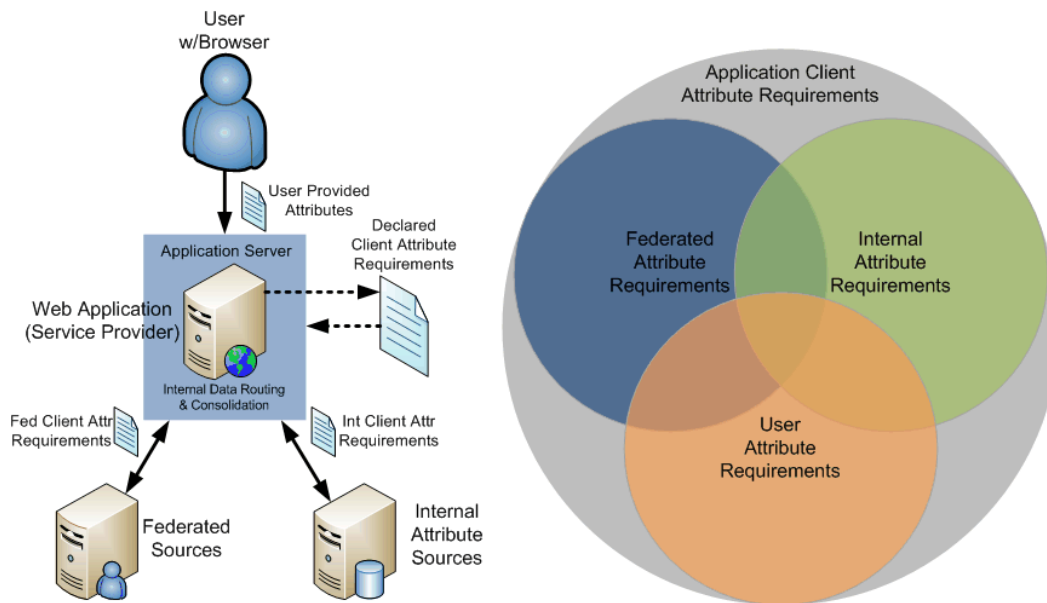 User
w/Browser
User Provided
Attributes
Declared
Client Attribute
Requirements
Application Server
Web Application
(Service Provider)
Internal Data Routing
& Consolidation
Fed Client Attr
Requirements
Int Client Attr
Requirements
Federated
Sources
Internal
Attribute
Sources
Application Client
Attribute Requirements
Federated
Attribute
Requirements
Internal
Attribute
Requirements
User
Attribute
Requirements